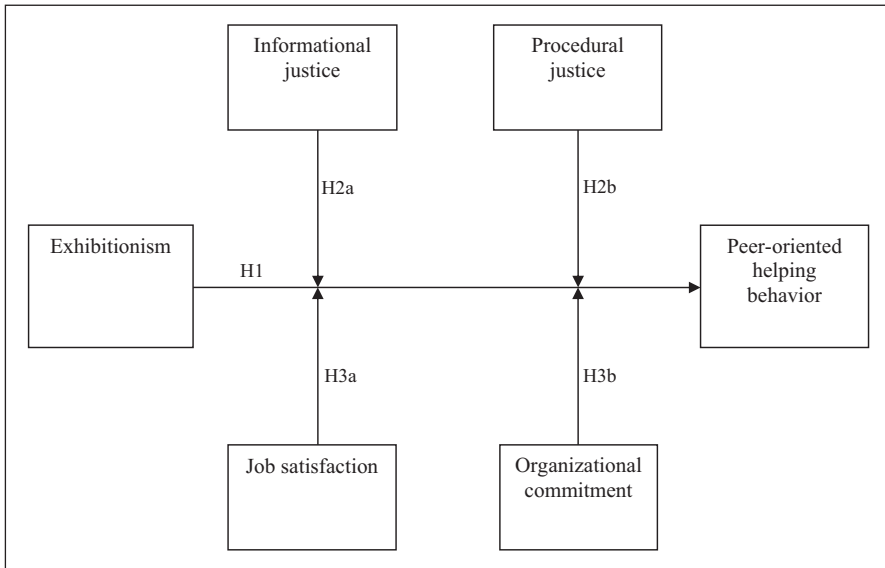 Informational
justice
Procedural
justice
H2a
H2b
Exhibitionism
H1
Peer-oriented
helping
behavior
H3a
H3b
Job satisfaction
Organizational
commitment